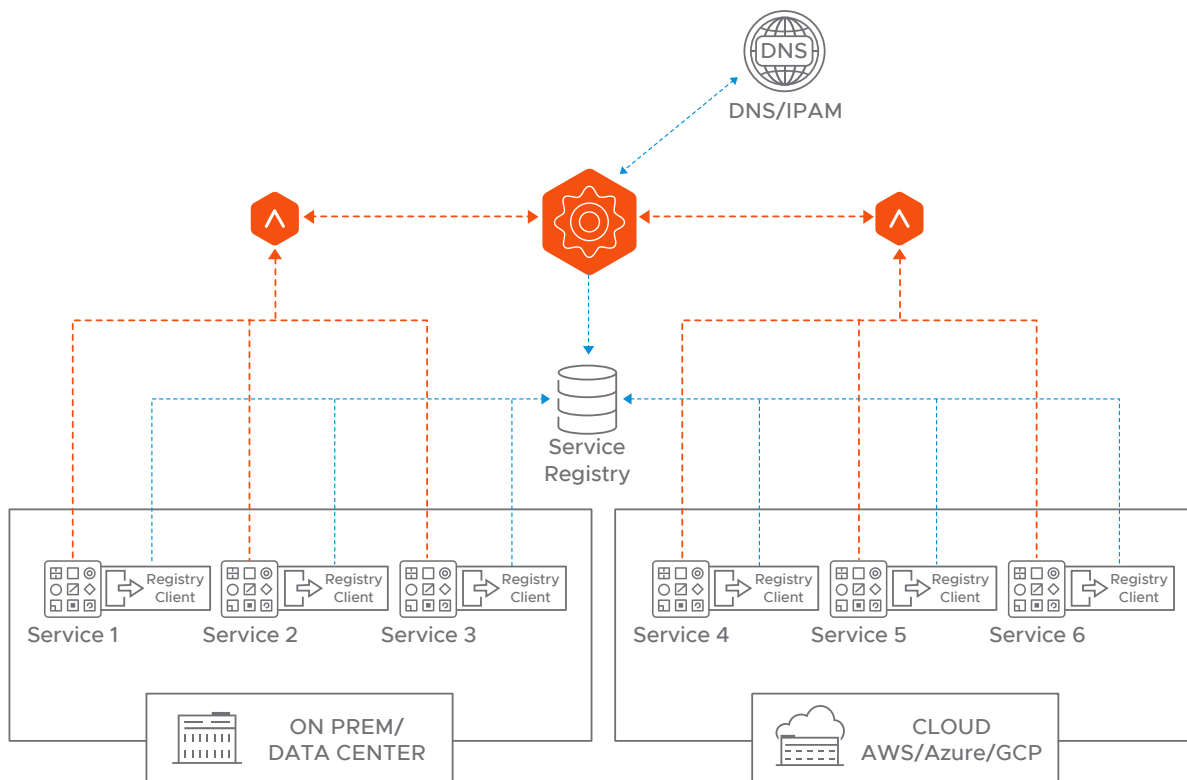 DNS
DNS/IPAM
Service
Registry
Registry
Client
Registry
Client
Registry
Client
Registry
Client
Registry
Client
Registry
Client
Service 1
Service 2
Service 3
Service 4
Service 5
Service 6
ON PREM/
DATA CENTER
CLOUD
AWS/Azure/GCP